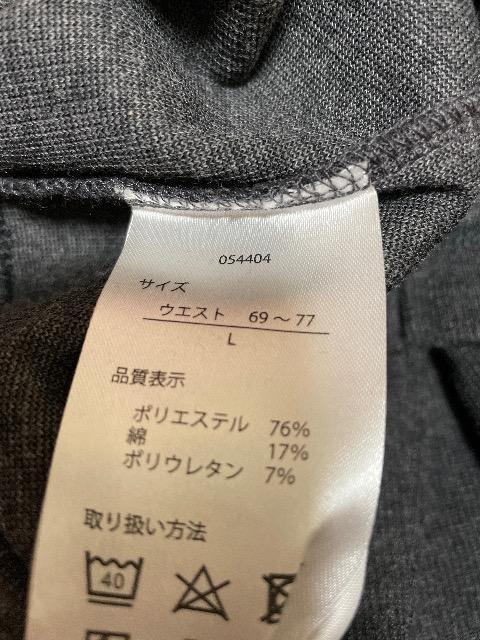 054404
サイズ
ウエスト 69～77
L
品質表示
ポリエステル 76%
綿 17%
ポリウレタン 7%
取り扱い方法
40